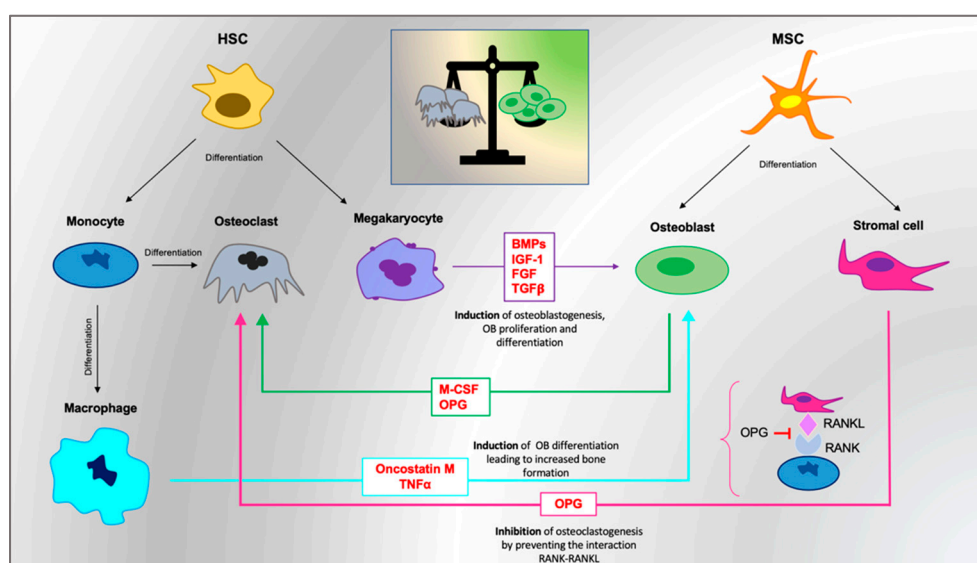 HSC
MSC
Differentiation
Differentiation
Monocyte
Osteoclast
Megakaryocyte
Osteoblast
Stromal cell
Differentiation
BMPs
IGF-1
FGF
TGFβ
Induction of osteoblastogenesis,
OB proliferation and
differentiation
Differentiation
Macrophage
M-CSF
OPG
RANKL
OPG
RANK
Induction of OB differentiation
leading to increased bone
formation
Oncostatin M
TNFα
OPG
Inhibition of osteoclastogenesis
by preventing the interaction
RANK-RANKL